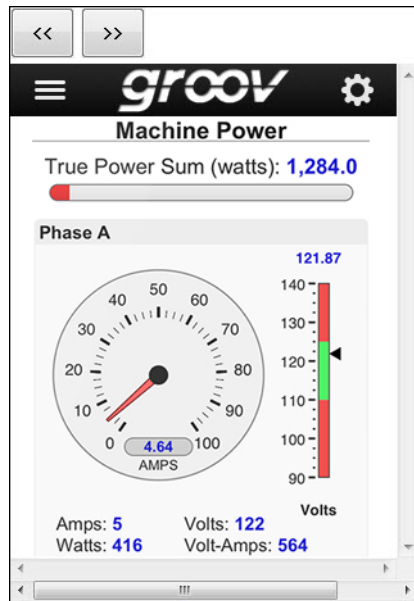 << >>
groov
Machine Power
True Power Sum (watts): 1,284.0
Phase A
121.87
0 10 20 30 40 50 60 70 80 90 100
4.64
AMPS
140
130
120
110
100
90
Volts
Amps: 5 Volts: 122
Watts: 416 Volt-Amps: 564